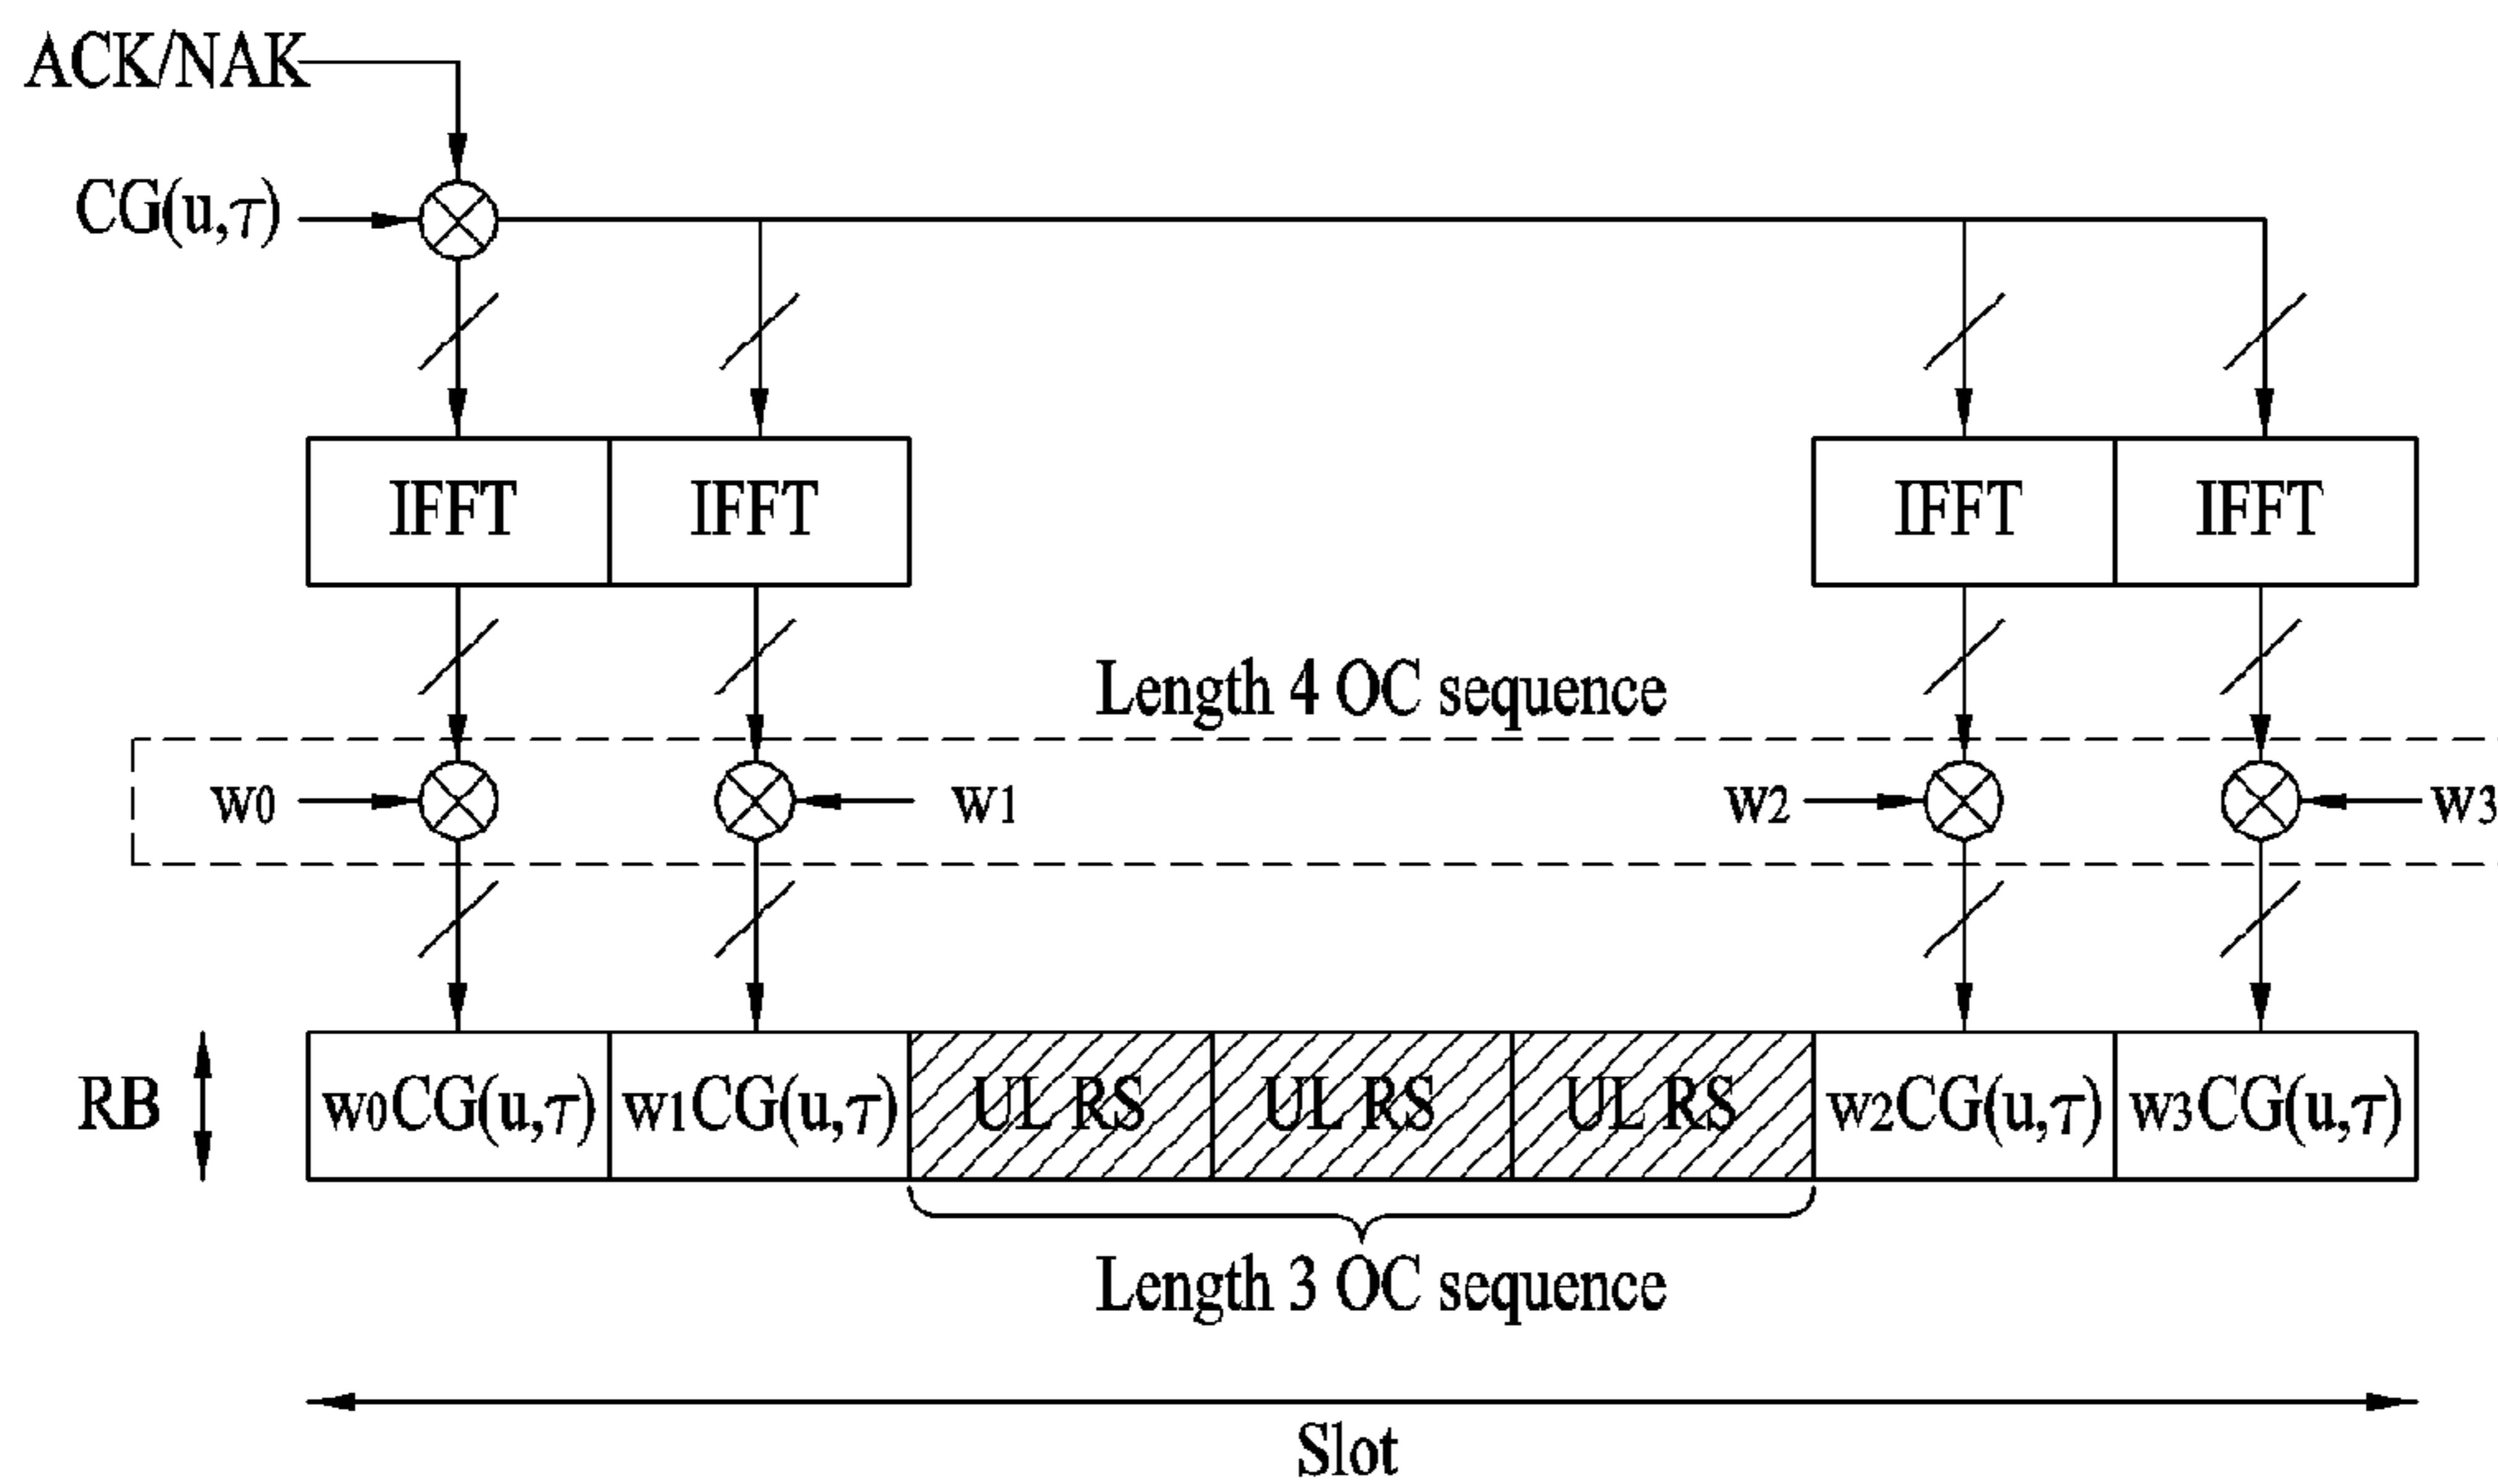 ACK/NAK
CG(u,τ)
IFFT IFFT IFFT IFFT
Length 4 OC sequence
w0 w1 w2 w3
RB w0CG(u,τ) w1CG(u,τ) UL RS UL RS UL RS w2CG(u,τ) w3CG(u,τ)
Length 3 OC sequence
Slot